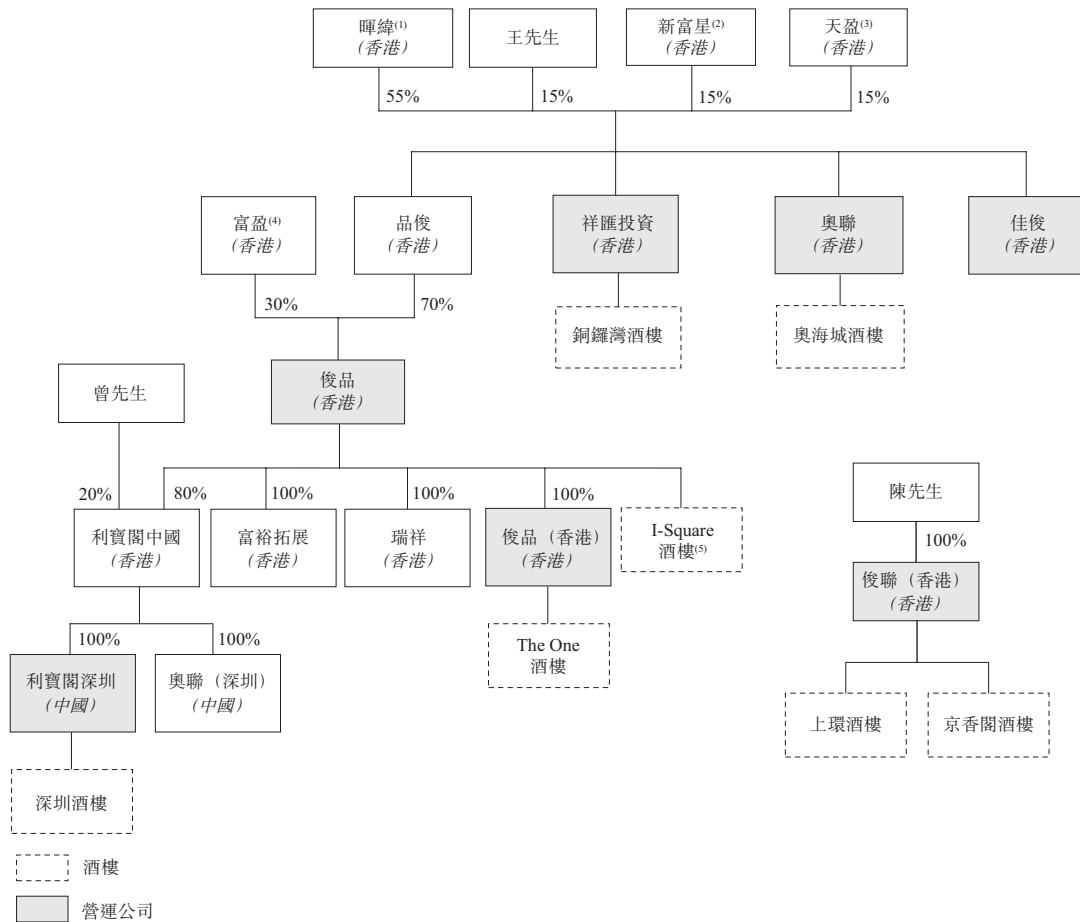 暉緯(1)
(香港)
王先生
新富星(2)
(香港)
天盈(3)
(香港)
55%
15%
15%
15%
富盈(4)
(香港)
品俊
(香港)
祥匯投資
(香港)
奧聯
(香港)
佳俊
(香港)
30%
70%
銅鑼灣酒樓
奧海城酒樓
曾先生
俊品
(香港)
陳先生
20%
80%
100%
100%
100%
利寶閣中國
(香港)
富裕拓展
(香港)
瑞祥
(香港)
俊品（香港）
(香港)
I-Square
酒樓(5)
100%
俊聯（香港）
(香港)
100%
100%
The One
酒樓
利寶閣深圳
(中國)
奧聯（深圳）
(中國)
上環酒樓
京香閣酒樓
深圳酒樓
酒樓
營運公司